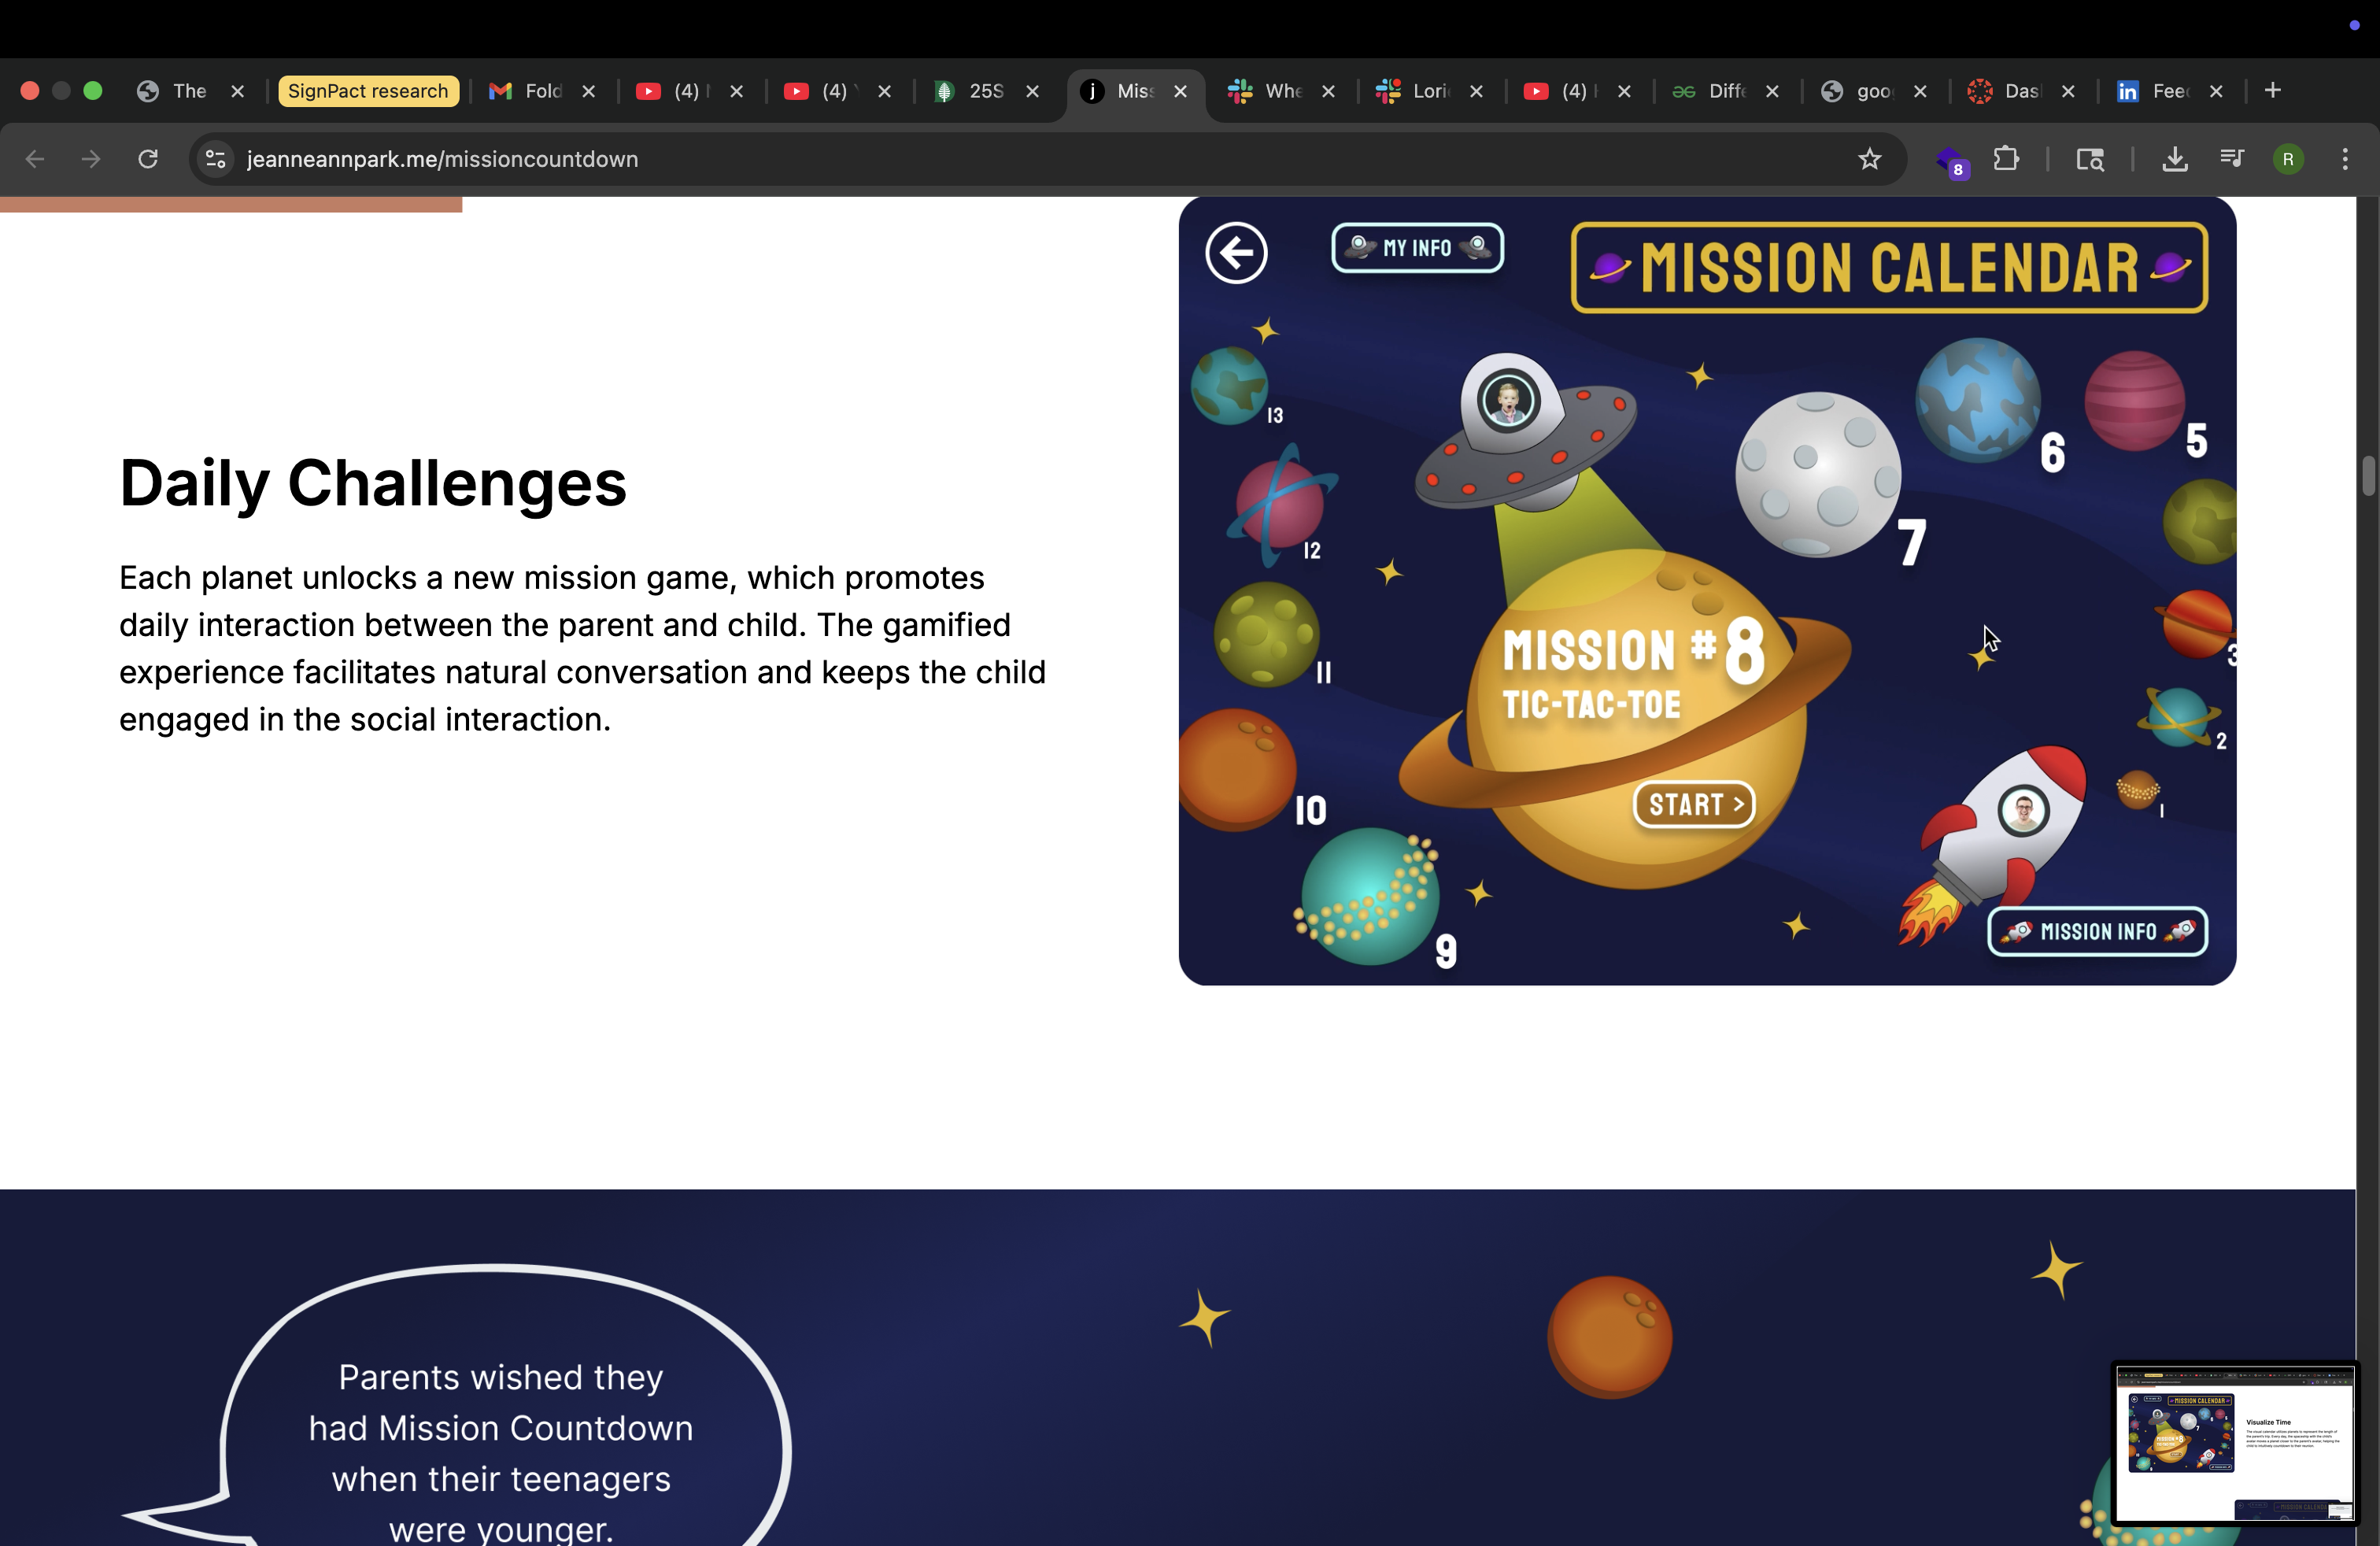 The
SignPact research
Fold
(4)
(4)
25S
j
Miss
Whe
Lori
(4)
Diffe
goo
Das
in
Fee
jeanneannpark.me/missioncountdown
8
R
MY INFO
MISSION CALENDAR
13
6
5
12
7
Daily Challenges
Each planet unlocks a new mission game, which promotes
daily interaction between the parent and child. The gamified
experience facilitates natural conversation and keeps the child
engaged in the social interaction.
MISSION #8
TIC-TAC-TOE
3
11
2
START >
10
1
9
MISSION INFO
Parents wished they
had Mission Countdown
when their teenagers
were younger.
MISSION CALENDAR
Visualize Time